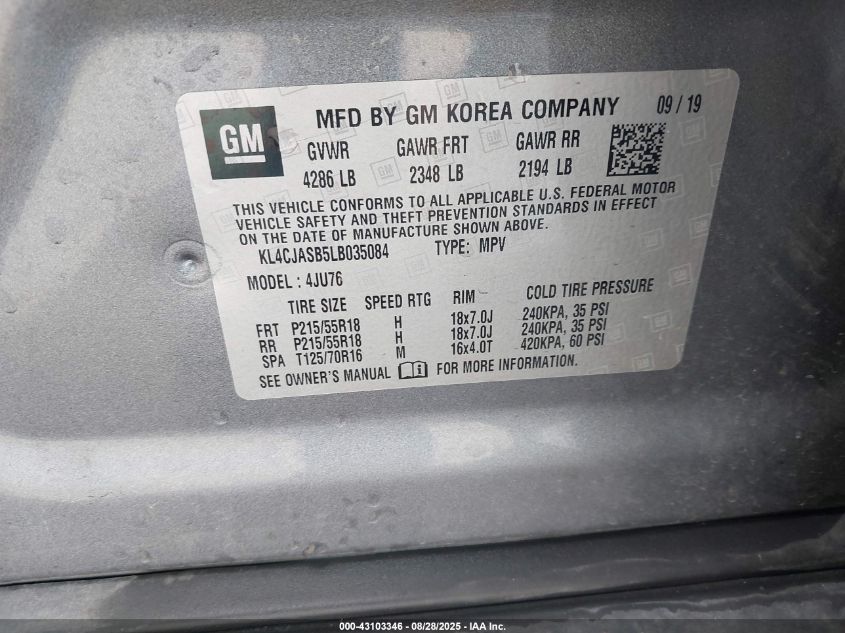 GM
MFD BY GM KOREA COMPANY 09 / 19
GVWR GAWR FRT GAWR RR
4286 LB 2348 LB 2194 LB
THIS VEHICLE CONFORMS TO ALL APPLICABLE U.S. FEDERAL MOTOR
VEHICLE SAFETY AND THEFT PREVENTION STANDARDS IN EFFECT
ON THE DATE OF MANUFACTURE SHOWN ABOVE.
KL4CJASB5LB035084 TYPE: MPV
MODEL : 4JU76
TIRE SIZE SPEED RTG RIM COLD TIRE PRESSURE
FRT P215/55R18 H 18x7.0J 240KPA, 35 PSI
RR P215/55R18 H 18x7.0J 240KPA, 35 PSI
SPA T125/70R16 M 16x4.0T 420KPA, 60 PSI
SEE OWNER'S MANUAL FOR MORE INFORMATION.
000-43103346 - 08/28/2025 - IAA Inc.